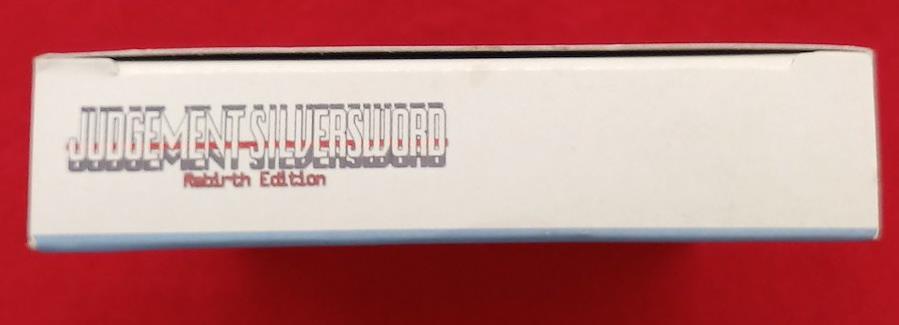 JUDGEMENT SILVERSWORD
Rebirth Edition